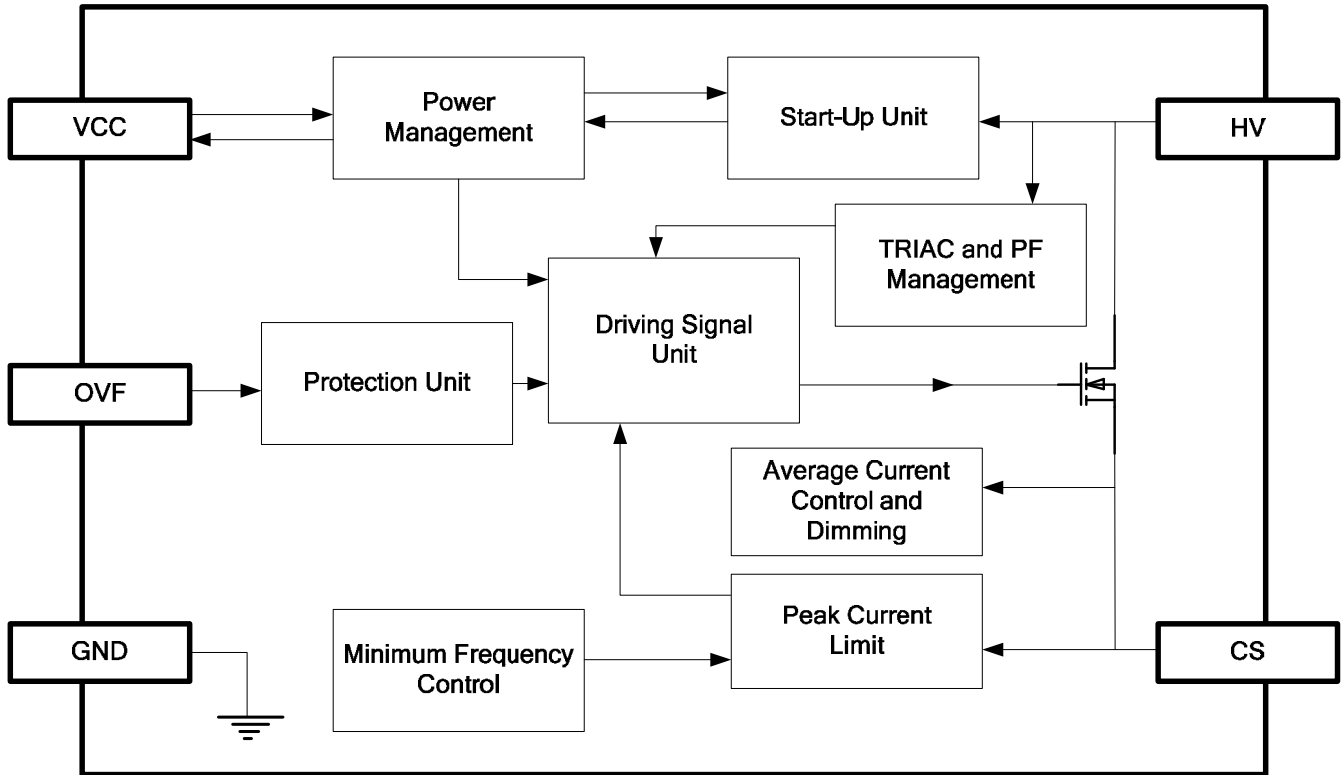 VCC
Power
Management
Start-Up Unit
HV
TRIAC and PF
Management
Driving Signal
Unit
OVF
Protection Unit
Average Current
Control and
Dimming
GND
Minimum Frequency
Control
Peak Current
Limit
CS